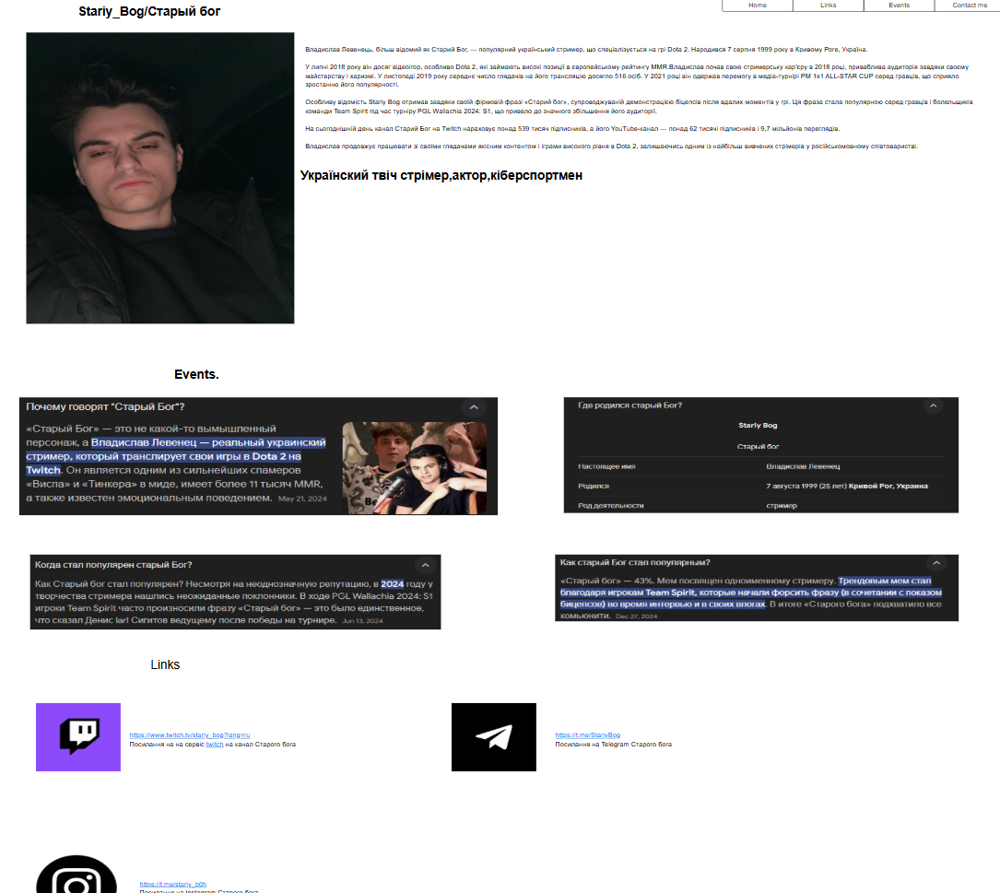 Stariy_Bog/Старый бог
Home
Links
Events
Contact me
Владислав Левенець, більш відомий як Старий Бог, — популярний український стример, що спеціалізується на грі Dota 2. Народився 7 серпня 1999 року в Кривому Роге, Україна.
У липні 2018 року він досяг відеоігор, особливо Dota 2, які займають високі позиції в європейському рейтингу MMR.Владислав почав свою стримерську кар'єру в 2018 році, приваблива аудиторія завдяки своєму
майстерству і харизмі. У листопаді 2019 року середнє число глядачів на його трансляцію досягло 516 осіб. У 2021 році він одержав перемогу в медіа-турнірі PM 1x1 ALL-STAR CUP серед гравців, що сприяло
зростанню його популярності.
Особливу відомість Stariy Bog отримав завдяки своїй фірмовій фразі «Старий бог», супроводжуваній демонстрацією біцепсів після вдалих моментів у грі. Ця фраза стала популярною серед гравців і болельщиків
команди Team Spirit під час турніру PGL Wallachia 2024: S1, що привело до значного збільшення його аудиторії.
На сьогоднішній день канал Старий Бог на Twitch нараховує понад 539 тисяч підписників, а його YouTube-канал — понад 62 тисячі підписників і 9,7 мільйонів переглядів.
Владислав продовжує працювати зі своїми глядачами якісним контентом і іграми високого рівня в Dota 2, залишаючись одним із найбільш вивчених стрімерів у російськомовному співтоваристві.
Українский твіч стрімер,актор,кіберспортмен
Events.
Почему говорят "Старый Бог"?
«Старый Бог» — это не какой-то вымышленный
персонаж, а Владислав Левенец — реальный украинский
стример, который транслирует свои игры в Dota 2 на
Twitch. Он является одним из сильнейших спамеров
«Виспа» и «Тинкера» в миде, имеет более 11 тысяч MMR,
а также известен эмоциональным поведением. May 21, 2024
Где родился старый Бог?
Stariy Bog
Старый бог
Настоящее имя Владислав Левенец
Родился 7 августа 1999 (25 лет) Кривой Рог, Украина
Род деятельности стример
Когда стал популярен старый Бог?
Как Старый бог стал популярен? Несмотря на неоднозначную репутацию, в 2024 году у
творчества стримера нашлись неожиданные поклонники. В ходе PGL Wallachia 2024: S1
игроки Team Spirit часто произносили фразу «Старый бог» — это было единственное,
что сказал Денис larl Сигитов ведущему после победы на турнире. Jun 13, 2024
Как старый Бог стал популярным?
«Старый бог» — 43%. Мем посвящен одноименному стримеру. Трендовым мем стал
благодаря игрокам Team Spirit, которые начали форсить фразу (в сочетании с показом
бицепсов) во время интервью и в своих влогах. В итоге «Старого бога» подхватило все
комьюнити. Dec 27, 2024
Links
https://www.twitch.tv/stariy_bog?lang=ru
Посилання на на сервіс twitch на канал Старого бога
https://t.me/StariyBog
Посилання на Telegram Старого бога
https://t.me/stariy_b0h
Посилання на Instagram Старого бога